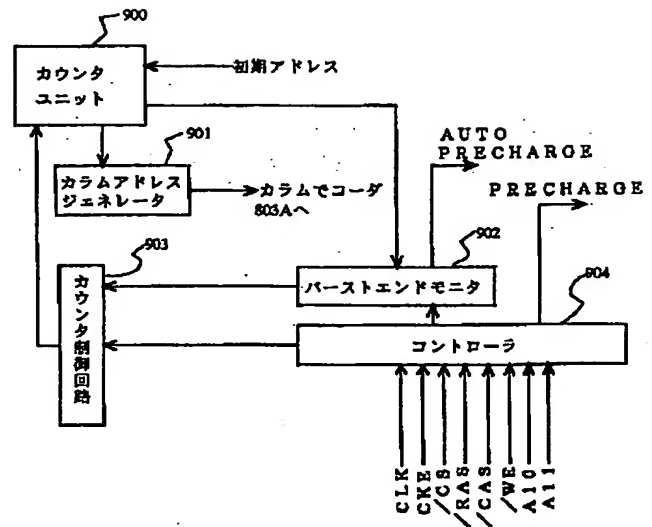 900
カウンタ
ユニット
初期アドレス
901
カラムアドレス
ジェネレータ
カラムでコーダ
803Aへ
AUTO
PRECHARGE
PRECHARGE
902
バーストエンドモニタ
903
カウンタ制御回路
904
コントローラ
CLK
CKE
/CS
/RAS
/CAS
/WE
A10
A11